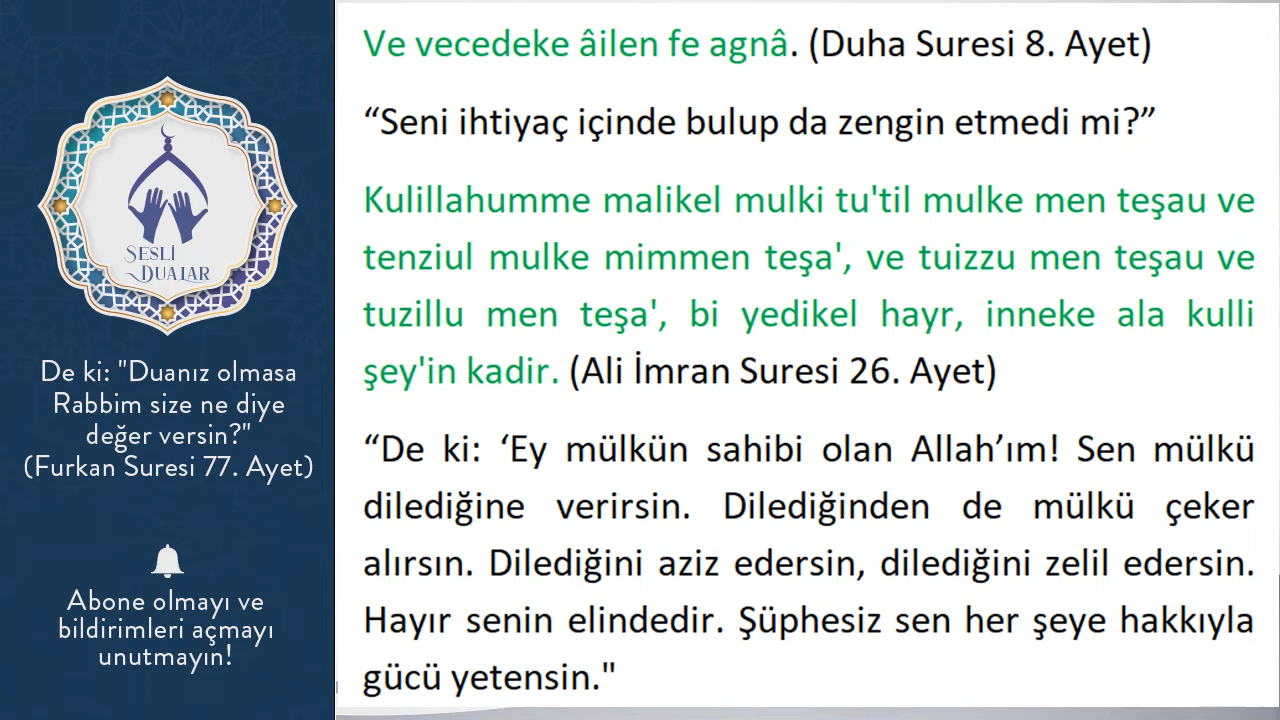 SESLİ
DUALAR
De ki: "Duanız olmasa
Rabbim size ne diye
değer versin?"
(Furkan Suresi 77. Ayet)
Abone olmayı ve
bildirimleri açmayı
unutmayın!
Ve vecedeke âilen fe agnâ. (Duha Suresi 8. Ayet)
“Seni ihtiyaç içinde bulup da zengin etmedi mi?”
Kulillahumme malikel mulki tu'til mulke men teşau ve
tenziul mulke mimmen teşa', ve tuizzu men teşau ve
tuzillu men teşa', bi yedikel hayr, inneke ala kulli
şey'in kadir. (Ali İmran Suresi 26. Ayet)
“De ki: ‘Ey mülkün sahibi olan Allah’ım! Sen mülkü
dilediğine verirsin. Dilediğinden de mülkü çeker
alırsın. Dilediğini aziz edersin, dilediğini zelil edersin.
Hayır senin elindedir. Şüphesiz sen her şeye hakkıyla
gücü yetensin."